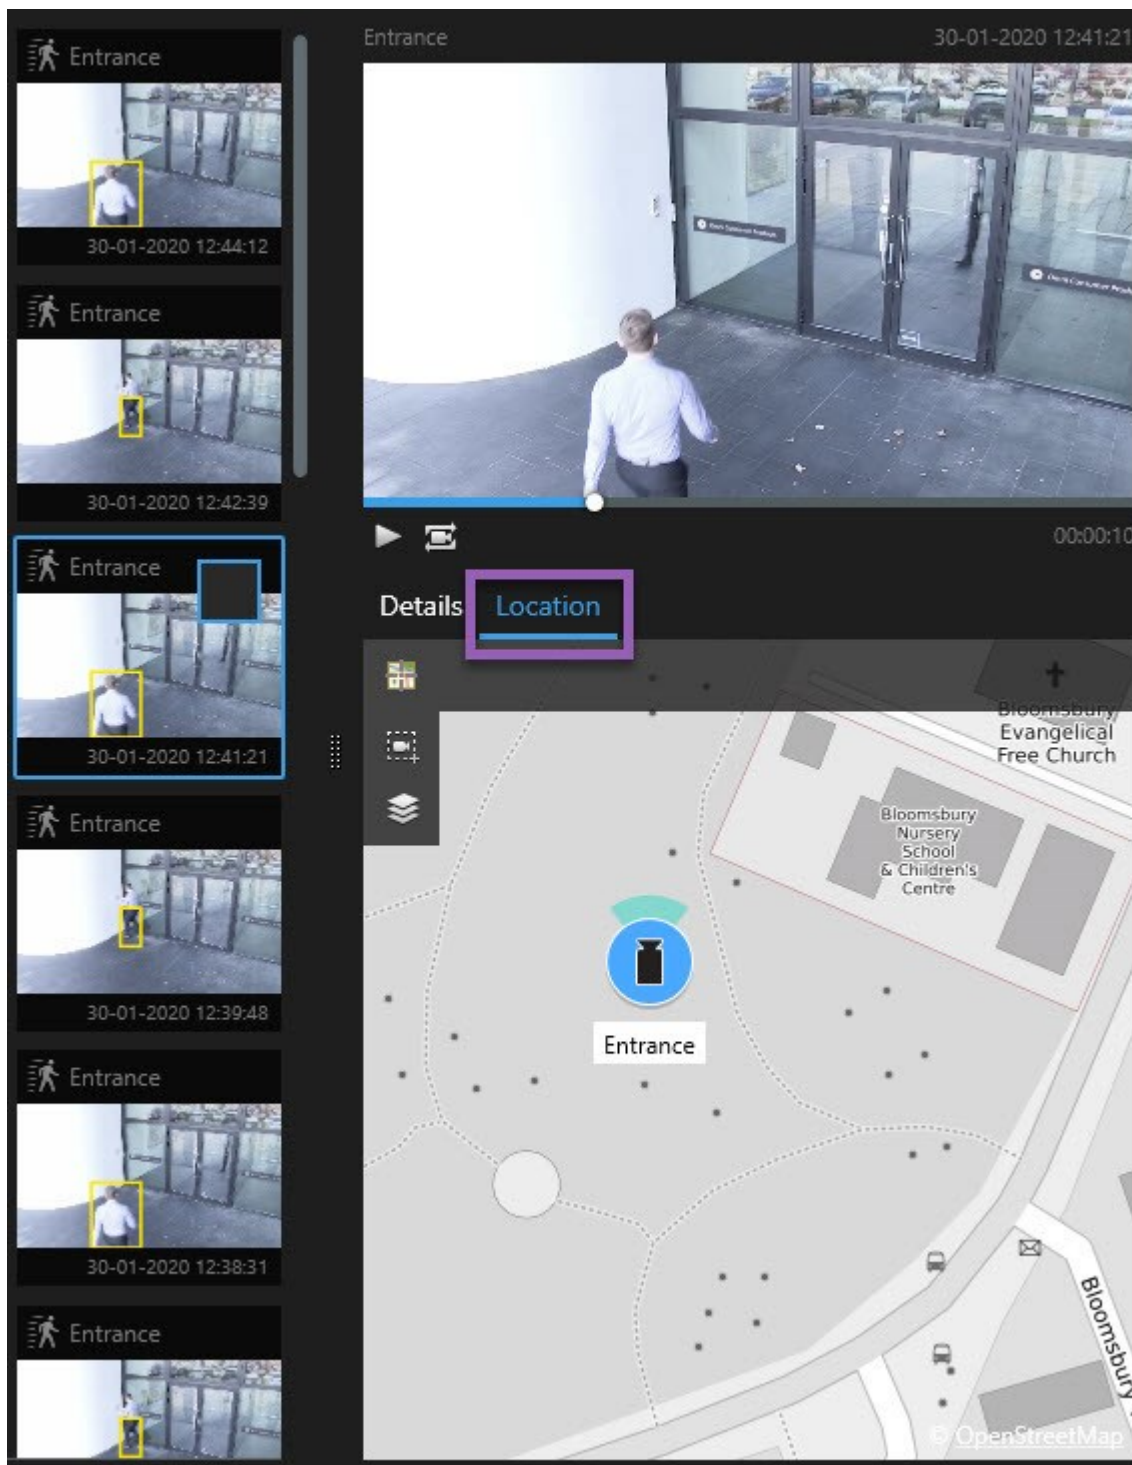 Entrance
30-01-2020 12:44:12
Entrance
30-01-2020 12:42:39
Entrance
30-01-2020 12:41:21
Entrance
30-01-2020 12:39:48
Entrance
30-01-2020 12:38:31
Entrance
Entrance
30-01-2020 12:41:21
00:00:10
Details
Location
Bloomsbury
Evangelical
Free Church
Bloomsbury
Nursery
School
& Children's
Centre
Entrance
Bloomsbury
© OpenStreetMap